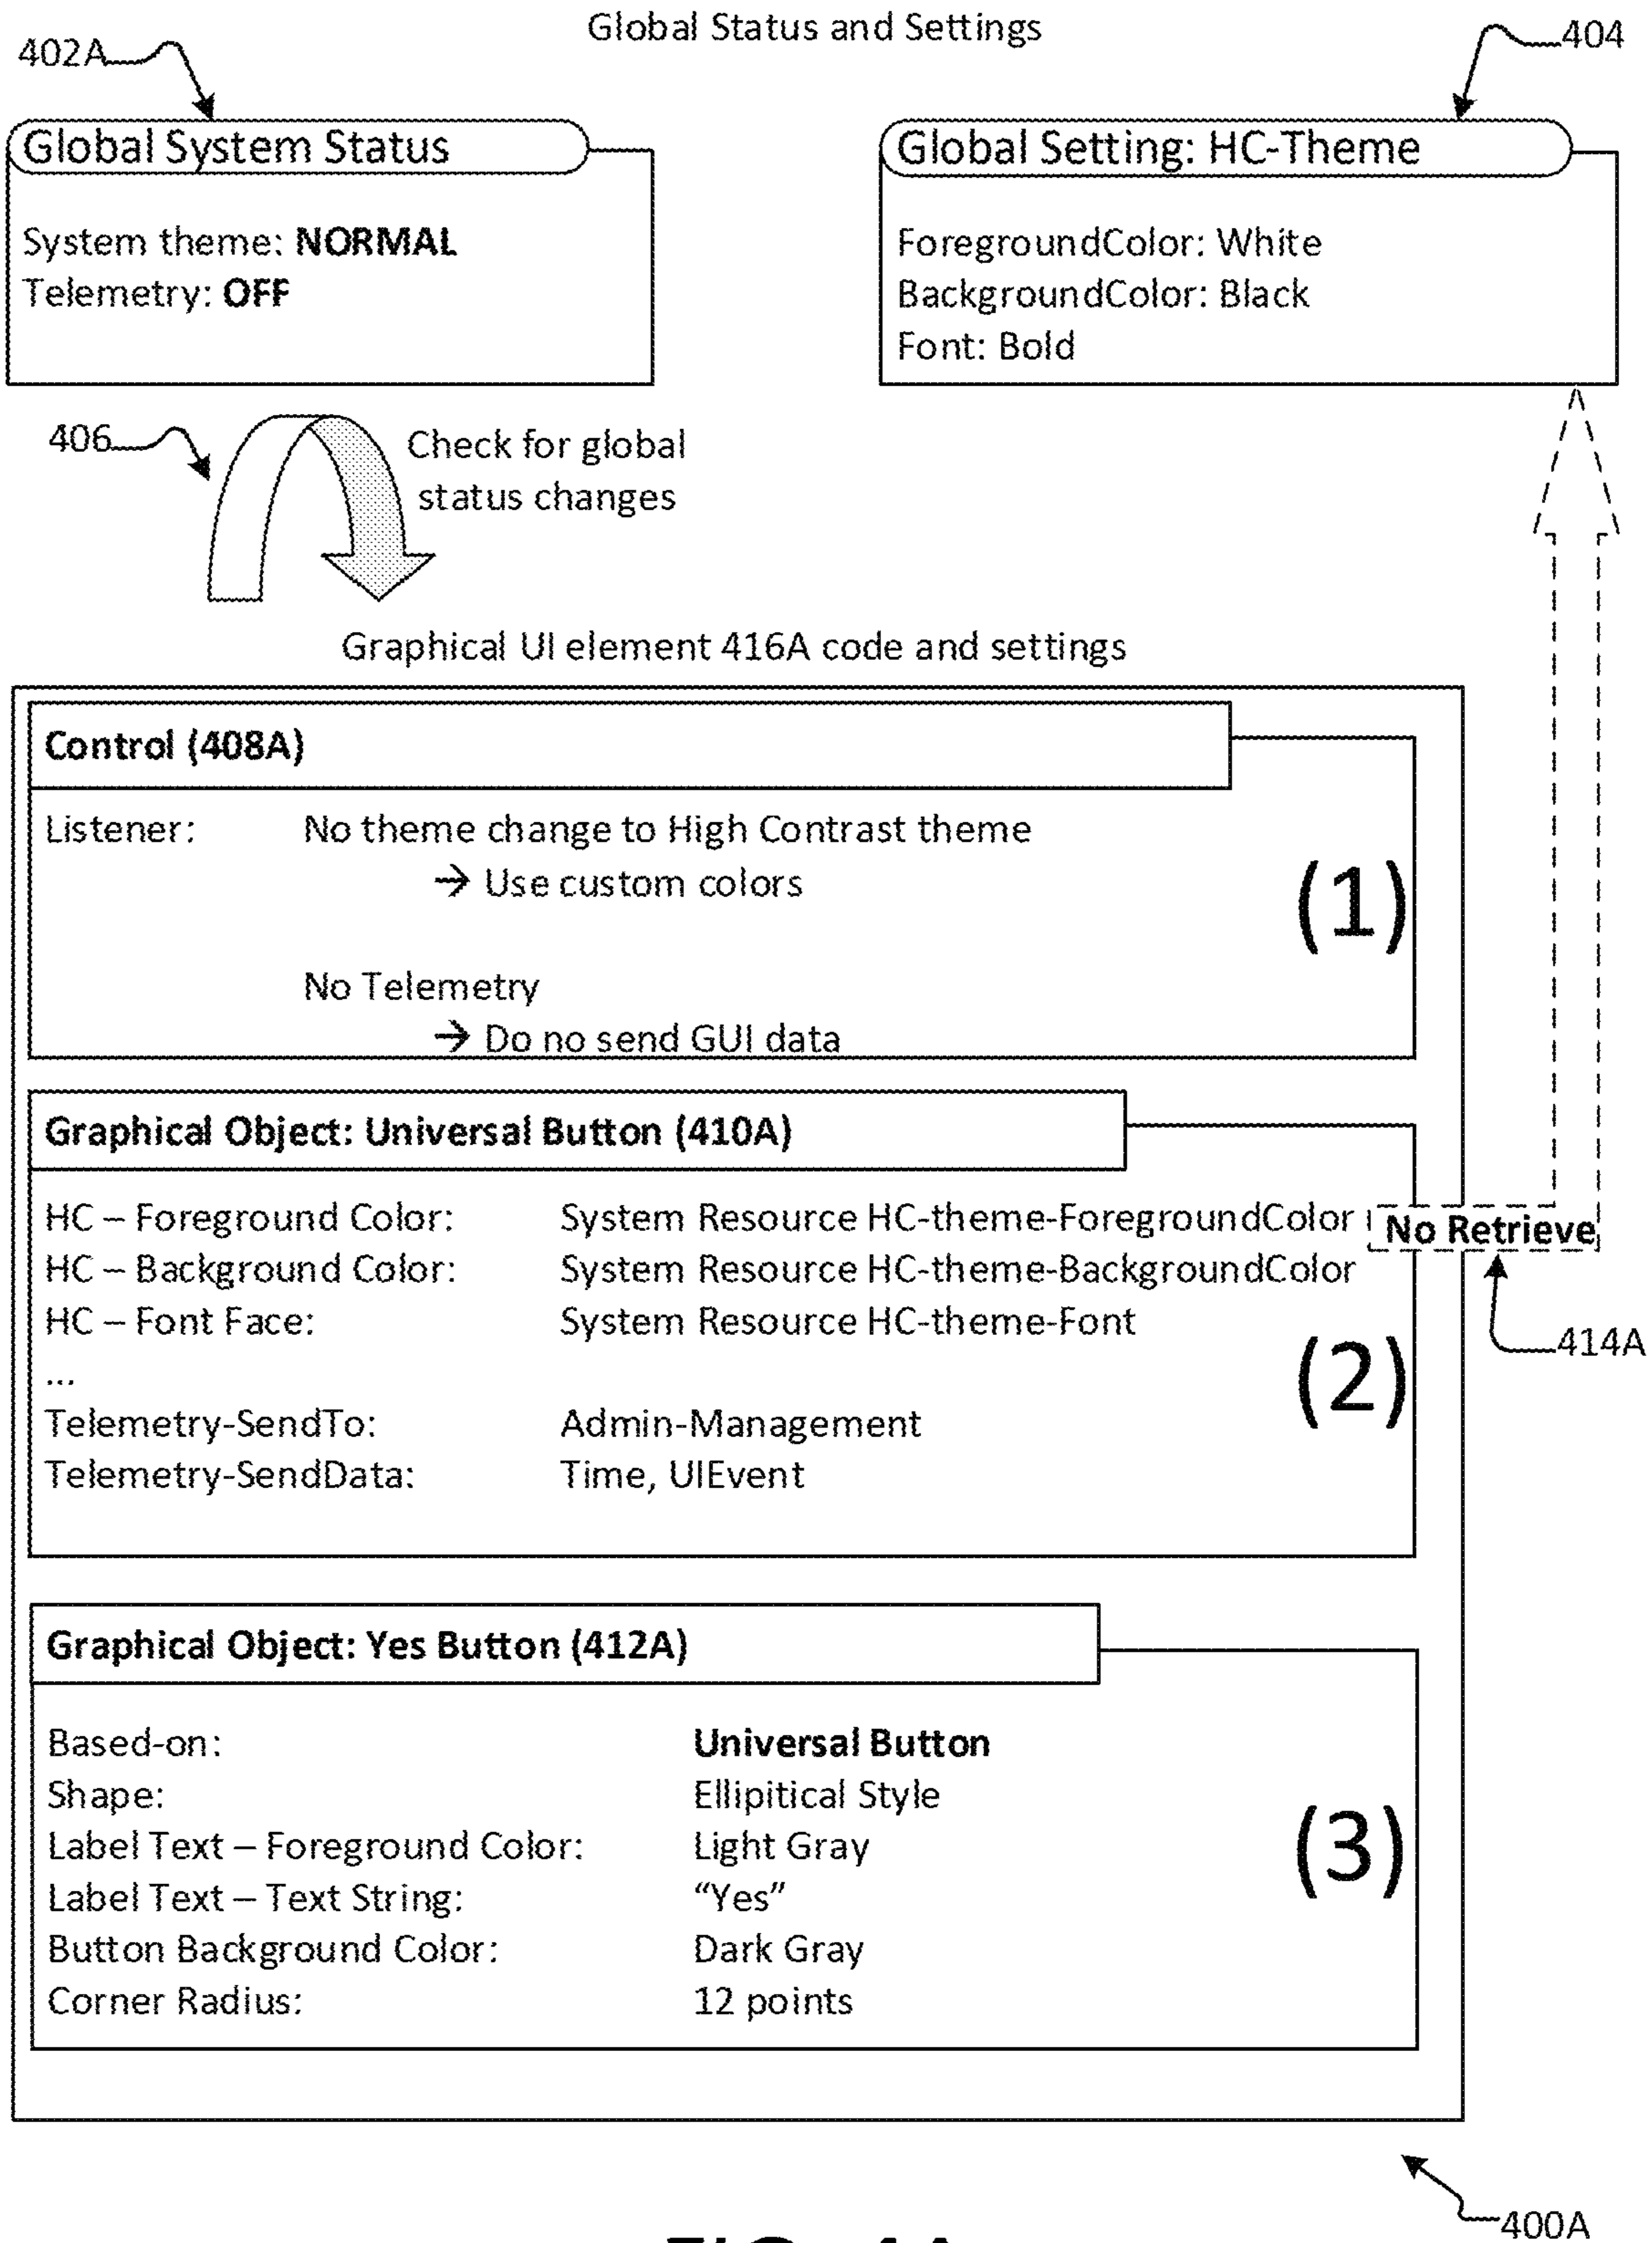 Global Status and Settings
402A
404
Global System Status
System theme: NORMAL
Telemetry: OFF
Global Setting: HC-Theme
ForegroundColor: White
BackgroundColor: Black
Font: Bold
406
Check for global
status changes
Graphical UI element 416A code and settings
Control (408A)
Listener: No theme change to High Contrast theme
→ Use custom colors
No Telemetry
→ Do no send GUI data
(1)
Graphical Object: Universal Button (410A)
HC – Foreground Color: System Resource HC-theme-ForegroundColor
HC – Background Color: System Resource HC-theme-BackgroundColor
HC – Font Face: System Resource HC-theme-Font
...
Telemetry-SendTo: Admin-Management
Telemetry-SendData: Time, UIEvent
(2)
No Retrieve
414A
Graphical Object: Yes Button (412A)
Based-on: Universal Button
Shape: Ellipitical Style
Label Text – Foreground Color: Light Gray
Label Text – Text String: “Yes”
Button Background Color: Dark Gray
Corner Radius: 12 points
(3)
400A